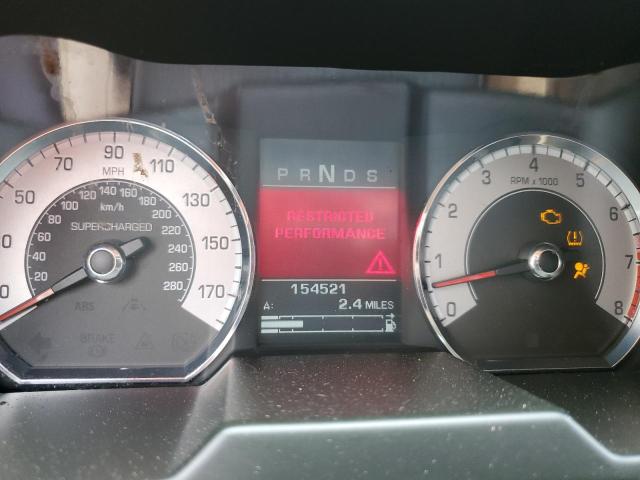 P R N D S
RESTRICTED
PERFORMANCE
154521
A: 2.4 MILES
50 70 90 110 130 150 170
MPH
20 40 60 80 100 120 140 160 180 200 220 240 260 280
km/h
SUPERCHARGED
ABS
BRAKE
0 1 2 3 4 5 6 7 8
RPM x 1000